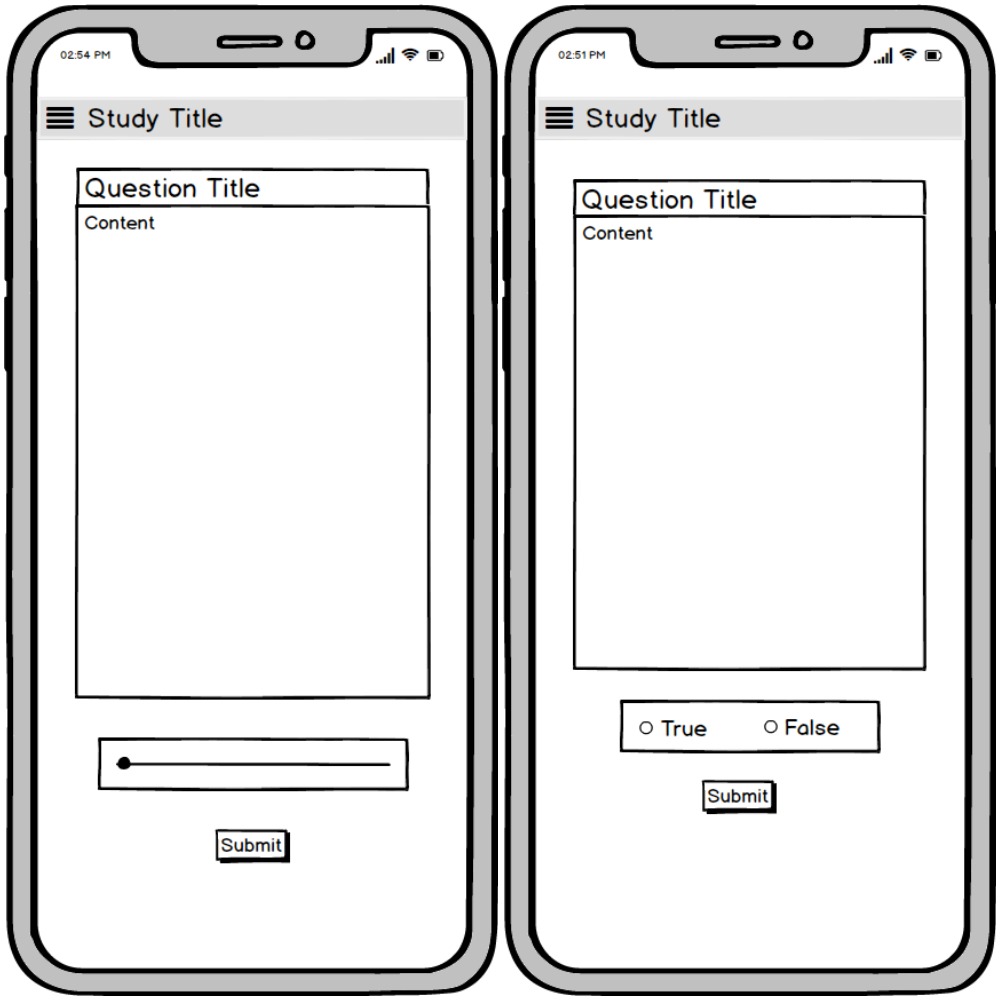 02:54 PM
Study Title
Question Title
Content
Submit
02:51 PM
Study Title
Question Title
Content
True
False
Submit